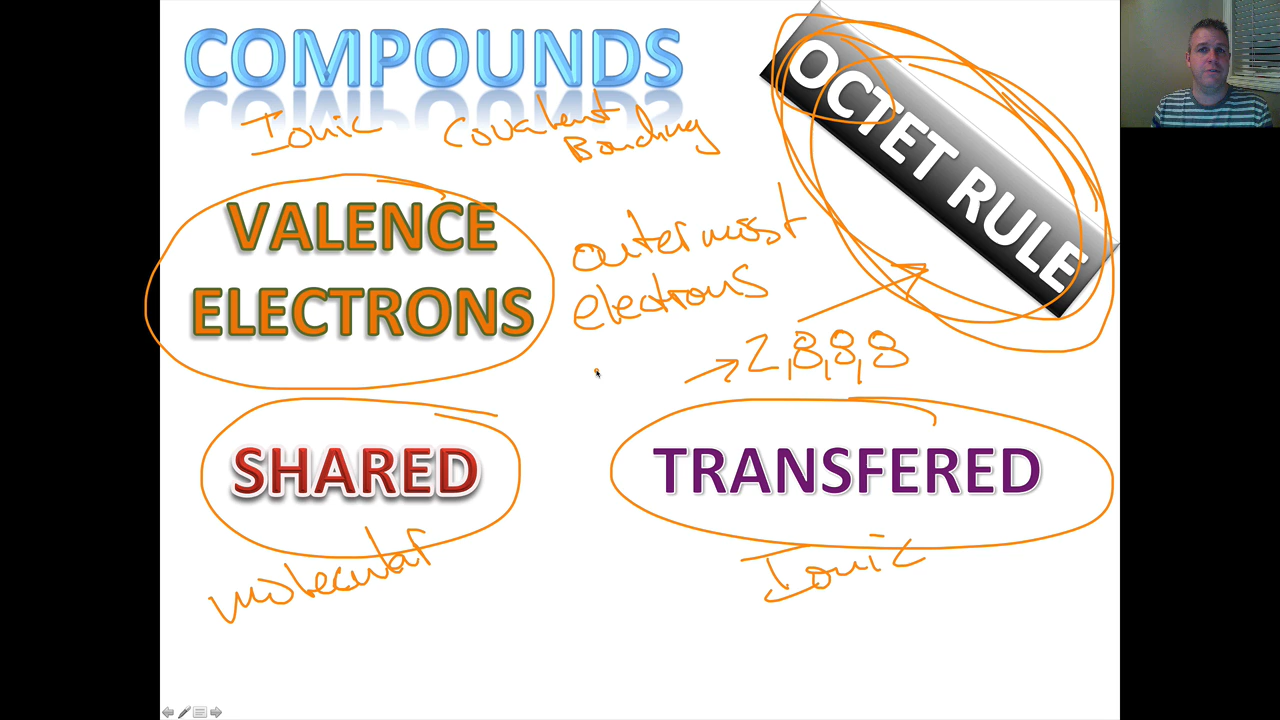 COMPOUNDS
OCTET RULE
Ionic Covalent
Bonding
VALENCE
ELECTRONS
outermost
electrons
2,8,8,8
SHARED
TRANSFERED
molecular
Ionic